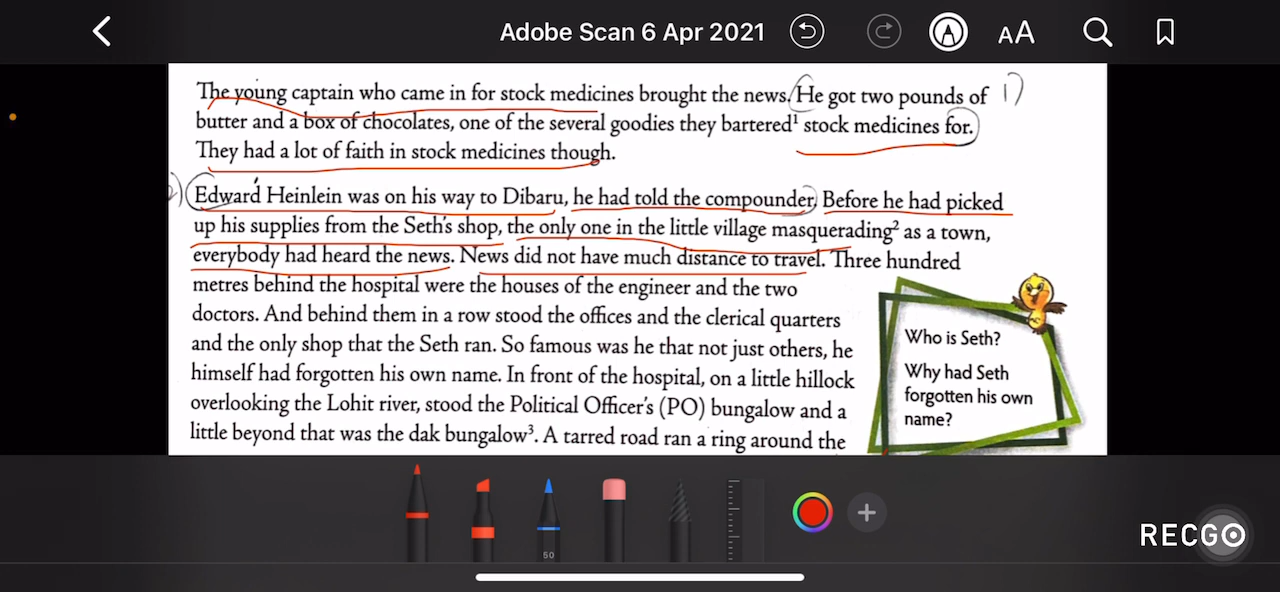 Adobe Scan 6 Apr 2021
AA
The young captain who came in for stock medicines brought the news. He got two pounds of 1)
butter and a box of chocolates, one of the several goodies they bartered¹ stock medicines for.
They had a lot of faith in stock medicines though.
2) Edward Heinlein was on his way to Dibaru, he had told the compounder. Before he had picked
up his supplies from the Seth's shop, the only one in the little village masquerading² as a town,
everybody had heard the news. News did not have much distance to travel. Three hundred
metres behind the hospital were the houses of the engineer and the two
doctors. And behind them in a row stood the offices and the clerical quarters
and the only shop that the Seth ran. So famous was he that not just others, he
himself had forgotten his own name. In front of the hospital, on a little hillock
overlooking the Lohit river, stood the Political Officer's (PO) bungalow and a
little beyond that was the dak bungalow³. A tarred road ran a ring around the
Who is Seth?
Why had Seth
forgotten his own
name?
50
RECGO